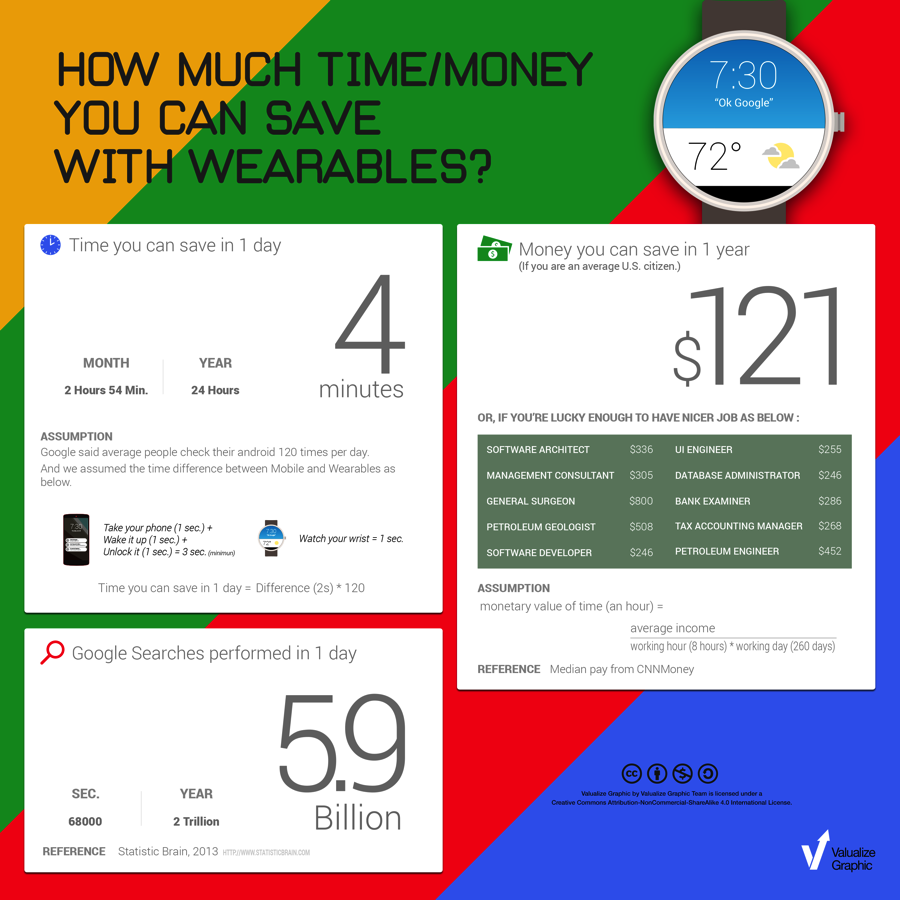 HOW MUCH TIME/MONEY
YOU CAN SAVE
WITH WEARABLES?
7:30
"Ok Google"
72°
Time you can save in 1 day
4
minutes
MONTH
2 Hours 54 Min.
YEAR
24 Hours
ASSUMPTION
Google said average people check their android 120 times per day.
And we assumed the time difference between Mobile and Wearables as
below.
Take your phone (1 sec.) +
Wake it up (1 sec.) +
Unlock it (1 sec.) = 3 sec. (minimun)
Watch your wrist = 1 sec.
Time you can save in 1 day = Difference (2s) * 120
Google Searches performed in 1 day
5.9
Billion
SEC.
68000
YEAR
2 Trillion
REFERENCE Statistic Brain, 2013 HTTP://WWW.STATISTICBRAIN.COM
Money you can save in 1 year
(If you are an average U.S. citizen.)
$121
OR, IF YOU'RE LUCKY ENOUGH TO HAVE NICER JOB AS BELOW :
SOFTWARE ARCHITECT $336 UI ENGINEER $255
MANAGEMENT CONSULTANT $305 DATABASE ADMINISTRATOR $246
GENERAL SURGEON $800 BANK EXAMINER $286
PETROLEUM GEOLOGIST $508 TAX ACCOUNTING MANAGER $268
SOFTWARE DEVELOPER $246 PETROLEUM ENGINEER $452
ASSUMPTION
monetary value of time (an hour) =
average income
working hour (8 hours) * working day (260 days)
REFERENCE Median pay from CNNMoney
cc
Valualize Graphic by Valualize Graphic Team is licensed under a
Creative Commons Attribution-NonCommercial-ShareAlike 4.0 International License.
Valualize
Graphic